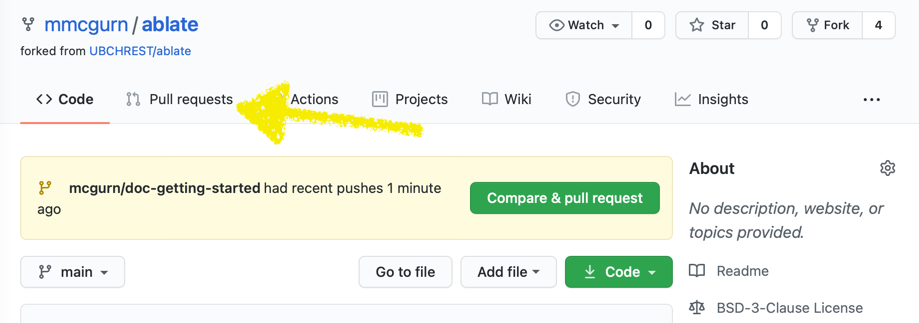 mmcgurn / ablate
Watch 0 Star 0 Fork 4
forked from UBCHREST/ablate
Code Pull requests Actions Projects Wiki Security Insights ...
mcgurn/doc-getting-started had recent pushes 1 minute
ago
Compare & pull request
main Go to file Add file Code
About
No description, website, or
topics provided.
Readme
BSD-3-Clause License